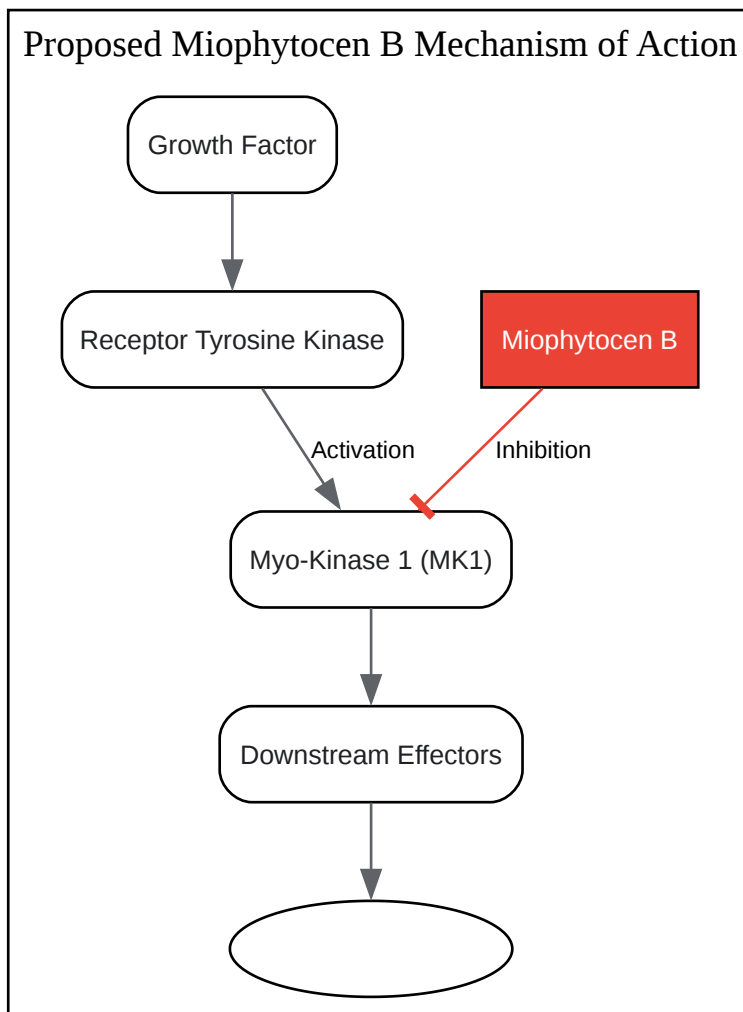 Proposed Miophytocen B Mechanism of Action
Growth Factor
Receptor Tyrosine Kinase
Miophytocen B
Activation
Inhibition
Myo-Kinase 1 (MK1)
Downstream Effectors